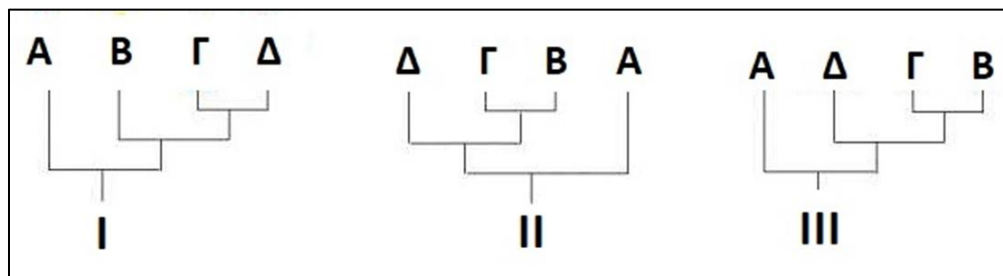 Α Β Γ Δ Δ Γ Β Α Α Δ Γ Β
I II III